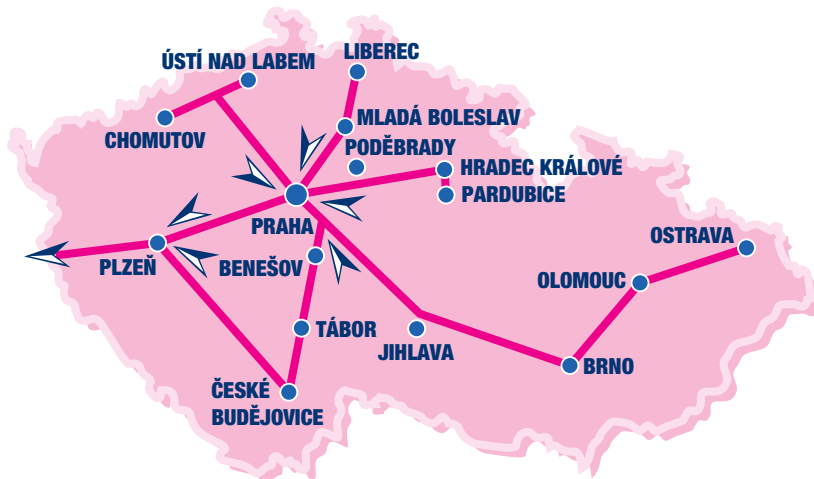 LIBEREC
ÚSTÍ NAD LABEM
MLADÁ BOLESLAV
CHOMUTOV
PODĚBRADY
HRADEC KRÁLOVÉ
PARDUBICE
PRAHA
OSTRAVA
PLZEŇ
BENEŠOV
OLOMOUC
TÁBOR
JIHLAVA
BRNO
ČESKÉ
BUDĚJOVICE